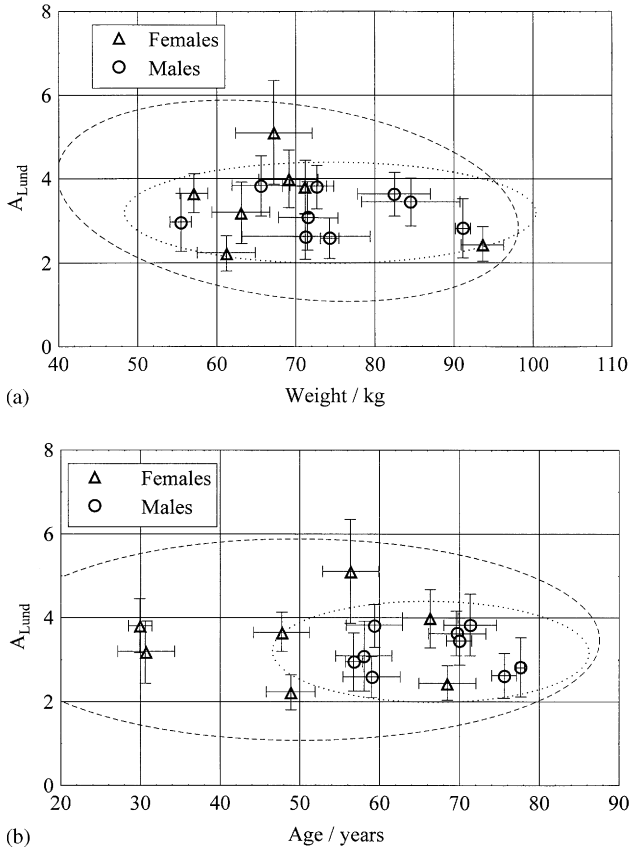 8
Females
Males
6
A_Lund
4
2
0
40 50 60 70 80 90 100 110
(a)
Weight / kg
8
Females
Males
6
A_Lund
4
2
0
20 30 40 50 60 70 80 90
(b)
Age / years